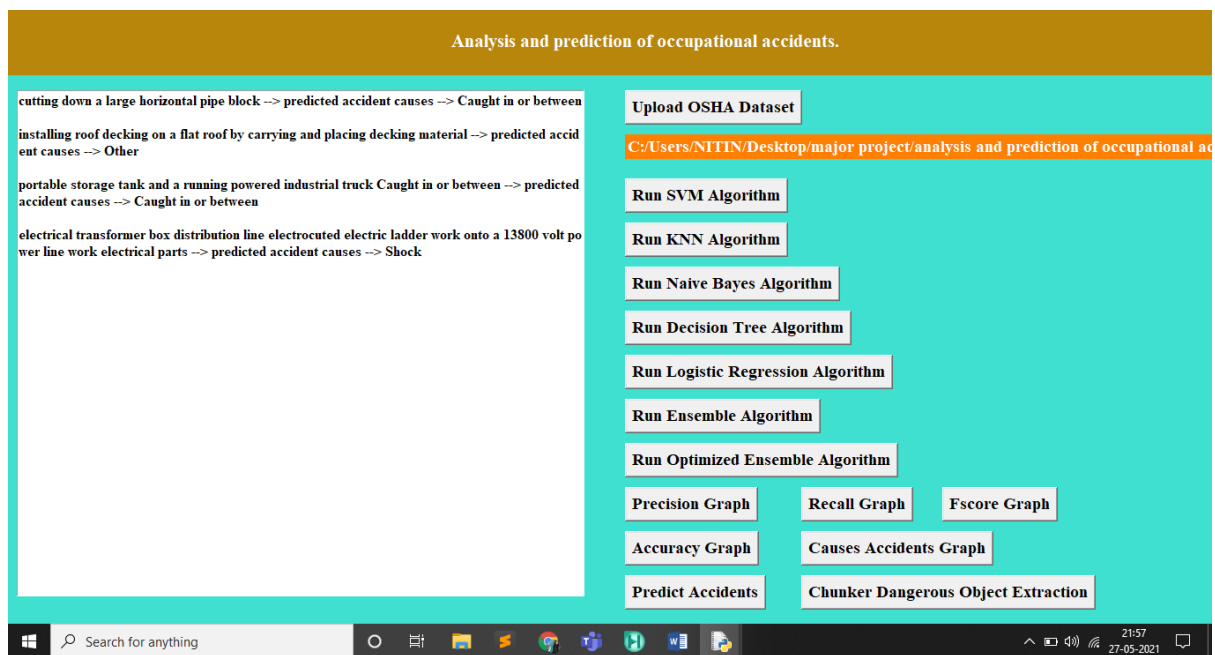 Analysis and prediction of occupational accidents.
cutting down a large horizontal pipe block --> predicted accident causes --> Caught in or between
installing roof decking on a flat roof by carrying and placing decking material --> predicted accid
ent causes --> Other
portable storage tank and a running powered industrial truck Caught in or between --> predicted
accident causes --> Caught in or between
electrical transformer box distribution line electrocuted electric ladder work onto a 13800 volt po
wer line work electrical parts --> predicted accident causes --> Shock
Upload OSHA Dataset
C:/Users/NITIN/Desktop/major project/analysis and prediction of occupational ac
Run SVM Algorithm
Run KNN Algorithm
Run Naive Bayes Algorithm
Run Decision Tree Algorithm
Run Logistic Regression Algorithm
Run Ensemble Algorithm
Run Optimized Ensemble Algorithm
Precision Graph Recall Graph Fscore Graph
Accuracy Graph Causes Accidents Graph
Predict Accidents Chunker Dangerous Object Extraction
Search for anything
21:57
27-05-2021